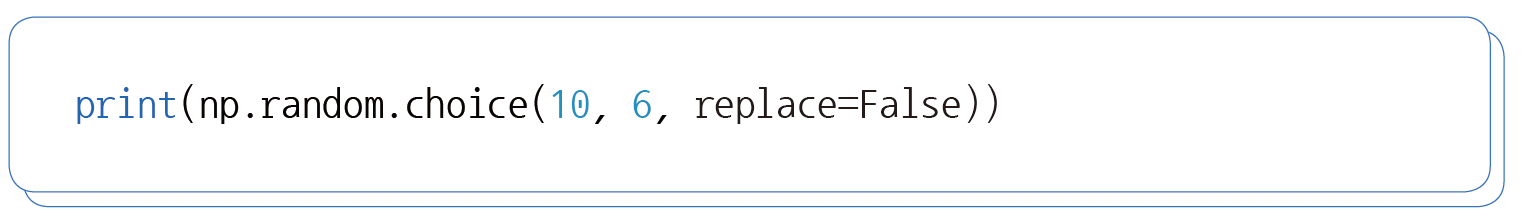 print(np.random.choice(10, 6, replace=False))